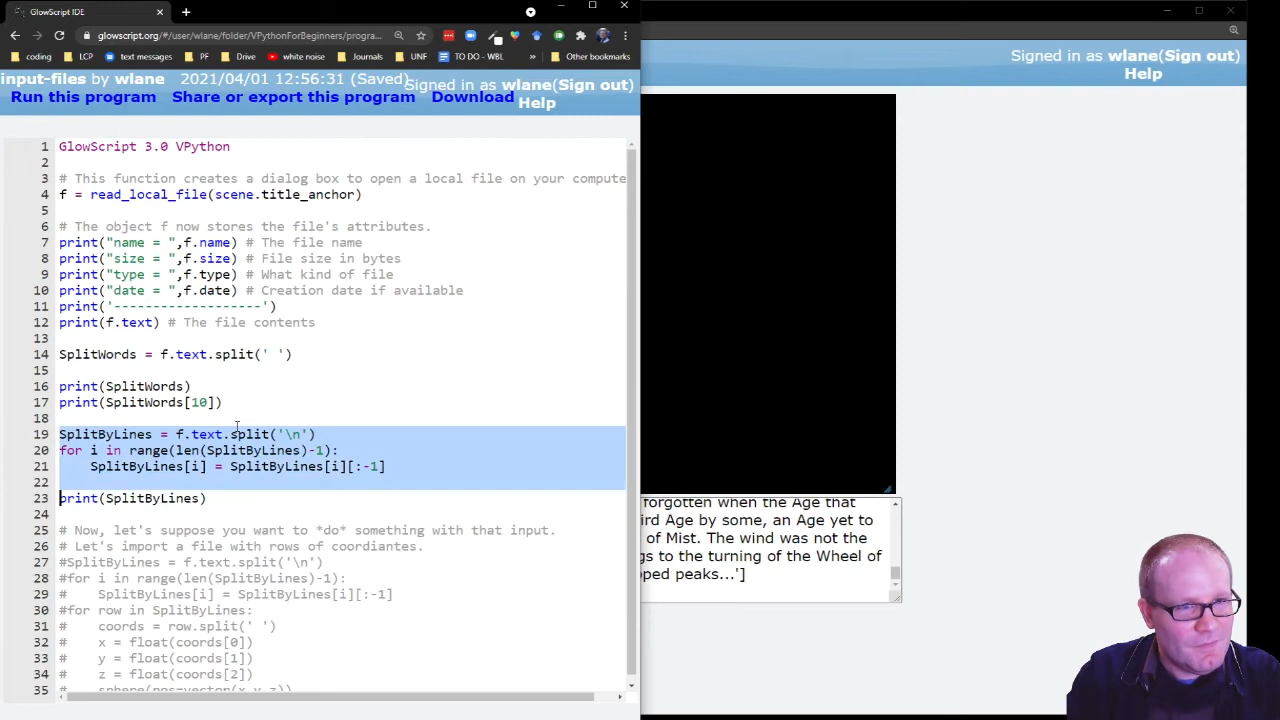 GlowScript IDE
glowscript.org/#/user/wlane/folder/VPythonForBeginners/progra...
coding
LCP
text messages
PF
Drive
white noise
Journals
UNF
TO DO - WBL
»
Other bookmarks
input-files by wlane 2021/04/01 12:56:31 (Saved)
Signed in as wlane(Sign out)
Run this program Share or export this program Download
Help
Signed in as wlane(Sign out)
Help
1 GlowScript 3.0 VPython
2
3 # This function creates a dialog box to open a local file on your compute
4 f = read_local_file(scene.title_anchor)
5
6 # The object f now stores the file's attributes.
7 print("name = ",f.name) # The file name
8 print("size = ",f.size) # File size in bytes
9 print("type = ",f.type) # What kind of file
10 print("date = ",f.date) # Creation date if available
11 print('-------------------')
12 print(f.text) # The file contents
13
14 SplitWords = f.text.split(' ')
15
16 print(SplitWords)
17 print(SplitWords[10])
18
19 SplitByLines = f.text.split('\n')
20 for i in range(len(SplitByLines)-1):
21     SplitByLines[i] = SplitByLines[i][:-1]
22
23 print(SplitByLines)
24
25 # Now, let's suppose you want to *do* something with that input.
26 # Let's import a file with rows of coordiantes.
27 #SplitByLines = f.text.split('\n')
28 #for i in range(len(SplitByLines)-1):
29 #    SplitByLines[i] = SplitByLines[i][:-1]
30 #for row in SplitByLines:
31 #    coords = row.split(' ')
32 #    x = float(coords[0])
33 #    y = float(coords[1])
34 #    z = float(coords[2])
35 #    sphere(pos=vector(x,y,z))
forgotten when the Age that
ird Age by some, an Age yet to
of Mist. The wind was not the
gs to the turning of the Wheel of
pped peaks...']